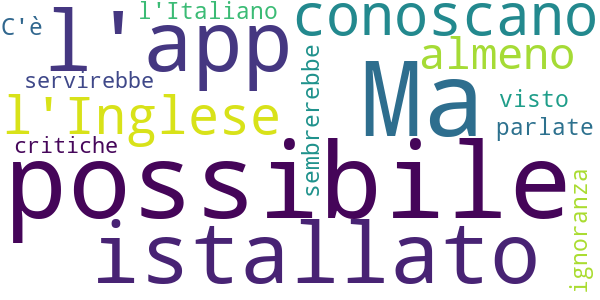 C'è
l'Italiano
conoscano
l'app
almeno
servirebbe
sembrerebbe
Ma
visto
l'Inglese
parlate
critiche
possibile
ignoranza
istallato